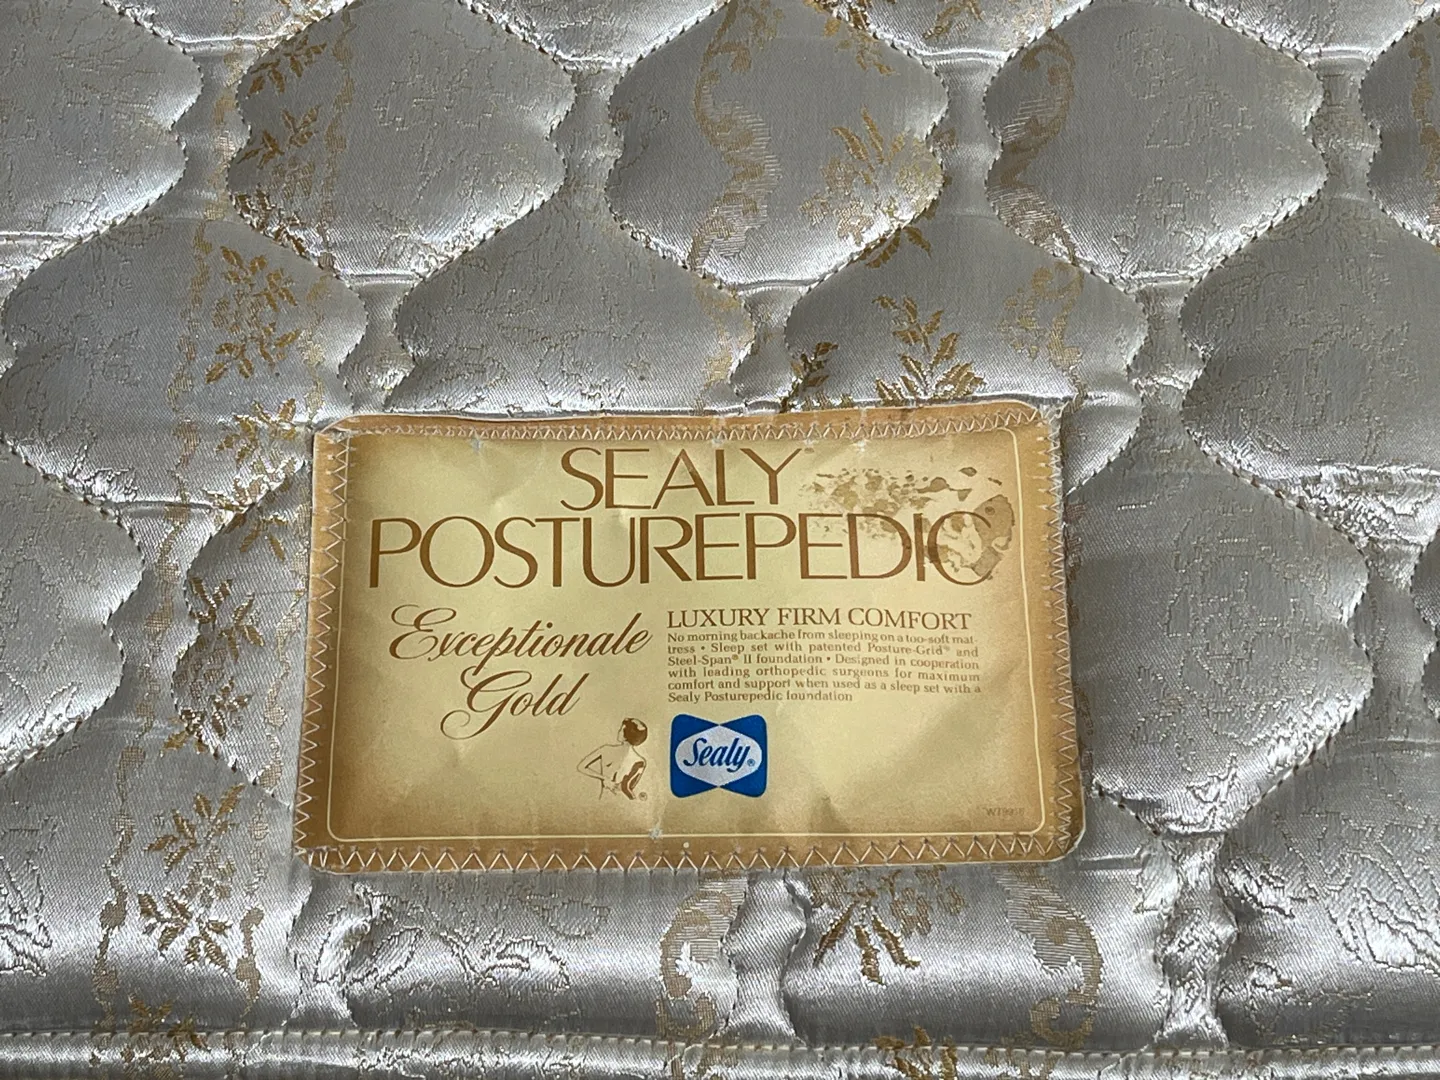 SEALY
POSTUREPEDIC
Exceptionale
Gold
LUXURY FIRM COMFORT
No morning backache from sleeping on a too-soft mat-
tress • Sleep set with patented Posture-Grid® and
Steel-Span® II foundation • Designed in cooperation
with leading orthopedic surgeons for maximum
comfort and support when used as a sleep set with a
Sealy Posturepedic foundation
®
Sealy®